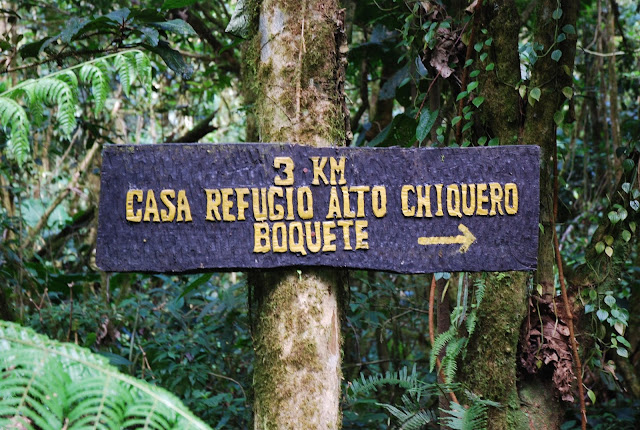 3 KM
CASA REFUGIO ALTO CHIQUERO
BOQUETE